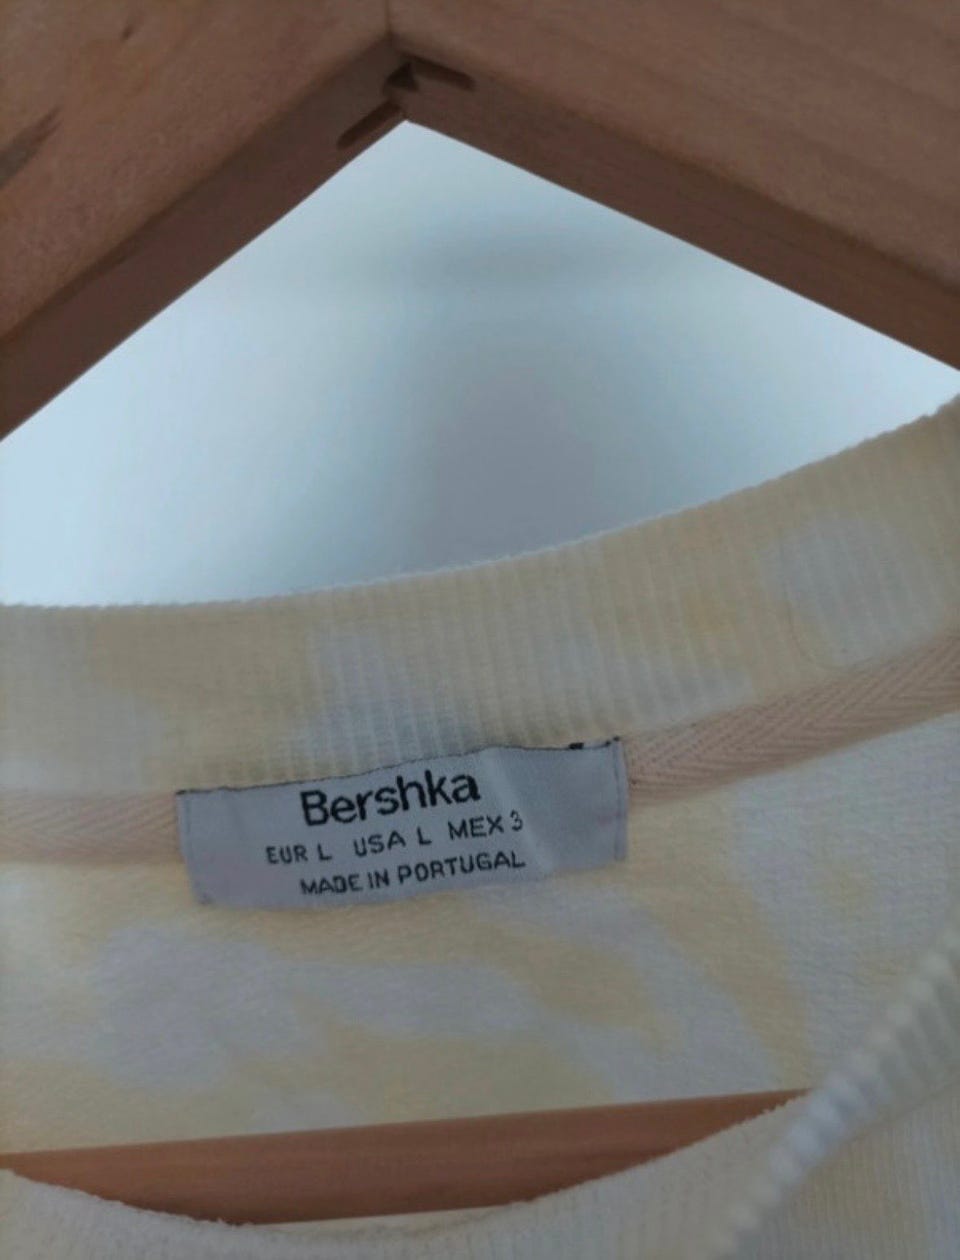 Bershka
EUR L USA L MEX 3
MADE IN PORTUGAL